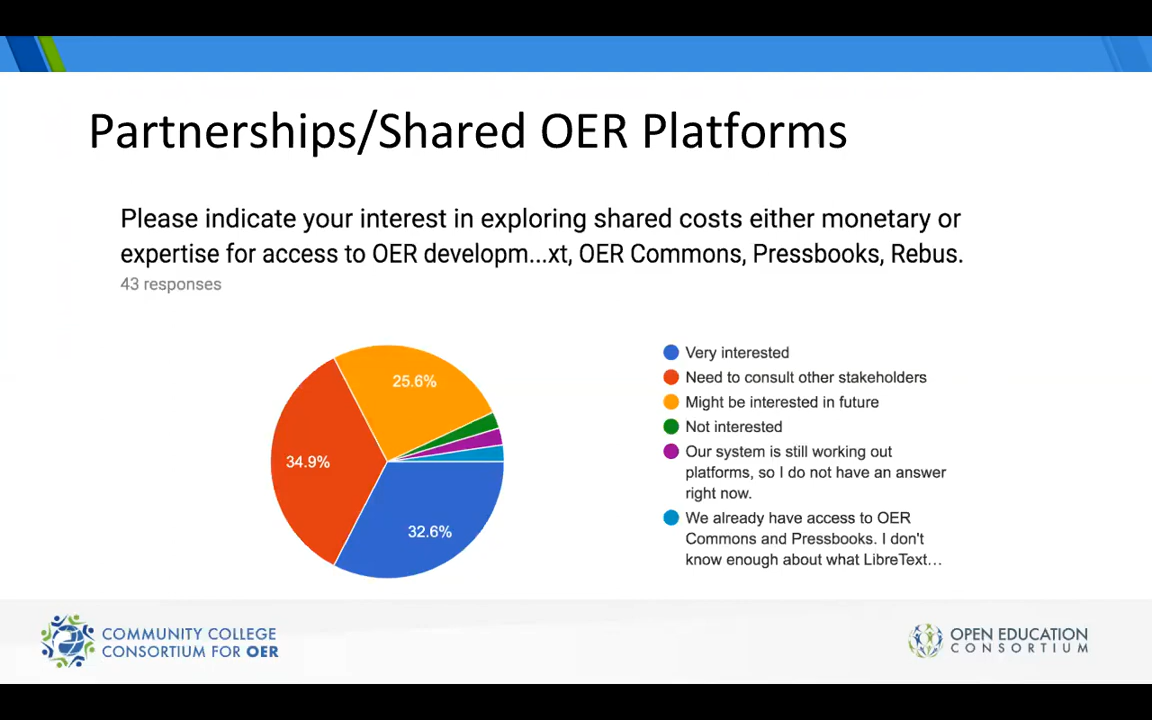 Partnerships/Shared OER Platforms
Please indicate your interest in exploring shared costs either monetary or
expertise for access to OER developm...xt, OER Commons, Pressbooks, Rebus.
43 responses
25.6%
34.9%
32.6%
Very interested
Need to consult other stakeholders
Might be interested in future
Not interested
Our system is still working out
platforms, so I do not have an answer
right now.
We already have access to OER
Commons and Pressbooks. I don't
know enough about what LibreText...
COMMUNITY COLLEGE
CONSORTIUM FOR OER
OPEN EDUCATION
CONSORTIUM